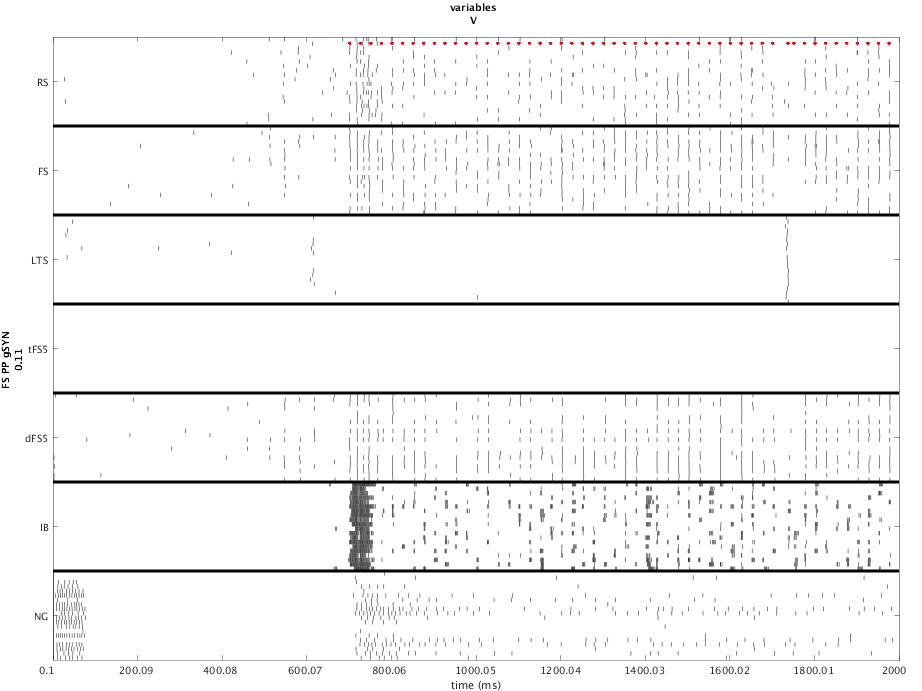 variables
V
RS
FS
LTS
tFS5
dFS5
IB
NG
FS PP gSYN
0.11
0.1
200.09
400.08
600.07
800.06
1000.05
1200.04
1400.03
1600.02
1800.01
2000
time (ms)